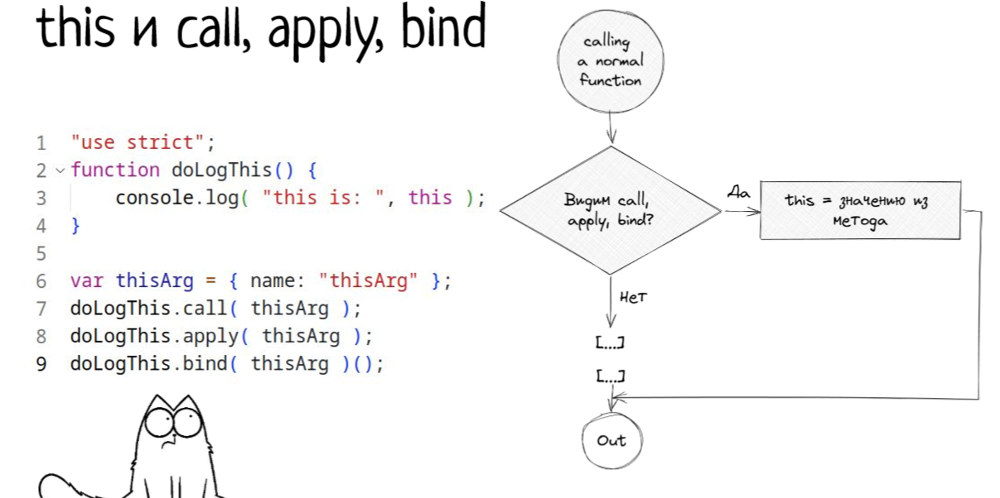 this и call, apply, bind
1 "use strict";
2 function doLogThis() {
3 console.log( "this is: ", this );
4 }
5
6 var thisArg = { name: "thisArg" };
7 doLogThis.call( thisArg );
8 doLogThis.apply( thisArg );
9 doLogThis.bind( thisArg )();
calling
a normal
function
Видим call,
apply, bind?
Да
this = значению из
метода
Нет
[...]
[...]
Out